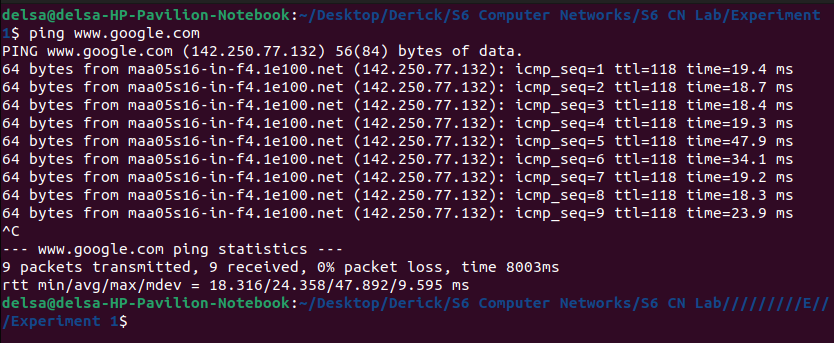 delsa@delsa-HP-Pavilion-Notebook:~/Desktop/Derick/S6 Computer Networks/S6 CN Lab/Experiment
1$ ping www.google.com
PING www.google.com (142.250.77.132) 56(84) bytes of data.
64 bytes from maa05s16-in-f4.1e100.net (142.250.77.132): icmp_seq=1 ttl=118 time=19.4 ms
64 bytes from maa05s16-in-f4.1e100.net (142.250.77.132): icmp_seq=2 ttl=118 time=18.7 ms
64 bytes from maa05s16-in-f4.1e100.net (142.250.77.132): icmp_seq=3 ttl=118 time=18.4 ms
64 bytes from maa05s16-in-f4.1e100.net (142.250.77.132): icmp_seq=4 ttl=118 time=19.3 ms
64 bytes from maa05s16-in-f4.1e100.net (142.250.77.132): icmp_seq=5 ttl=118 time=47.9 ms
64 bytes from maa05s16-in-f4.1e100.net (142.250.77.132): icmp_seq=6 ttl=118 time=34.1 ms
64 bytes from maa05s16-in-f4.1e100.net (142.250.77.132): icmp_seq=7 ttl=118 time=19.2 ms
64 bytes from maa05s16-in-f4.1e100.net (142.250.77.132): icmp_seq=8 ttl=118 time=18.3 ms
64 bytes from maa05s16-in-f4.1e100.net (142.250.77.132): icmp_seq=9 ttl=118 time=23.9 ms
^C
--- www.google.com ping statistics ---
9 packets transmitted, 9 received, 0% packet loss, time 8003ms
rtt min/avg/max/mdev = 18.316/24.358/47.892/9.595 ms
delsa@delsa-HP-Pavilion-Notebook:~/Desktop/Derick/S6 Computer Networks/S6 CN Lab/////////E//
/Experiment 1$